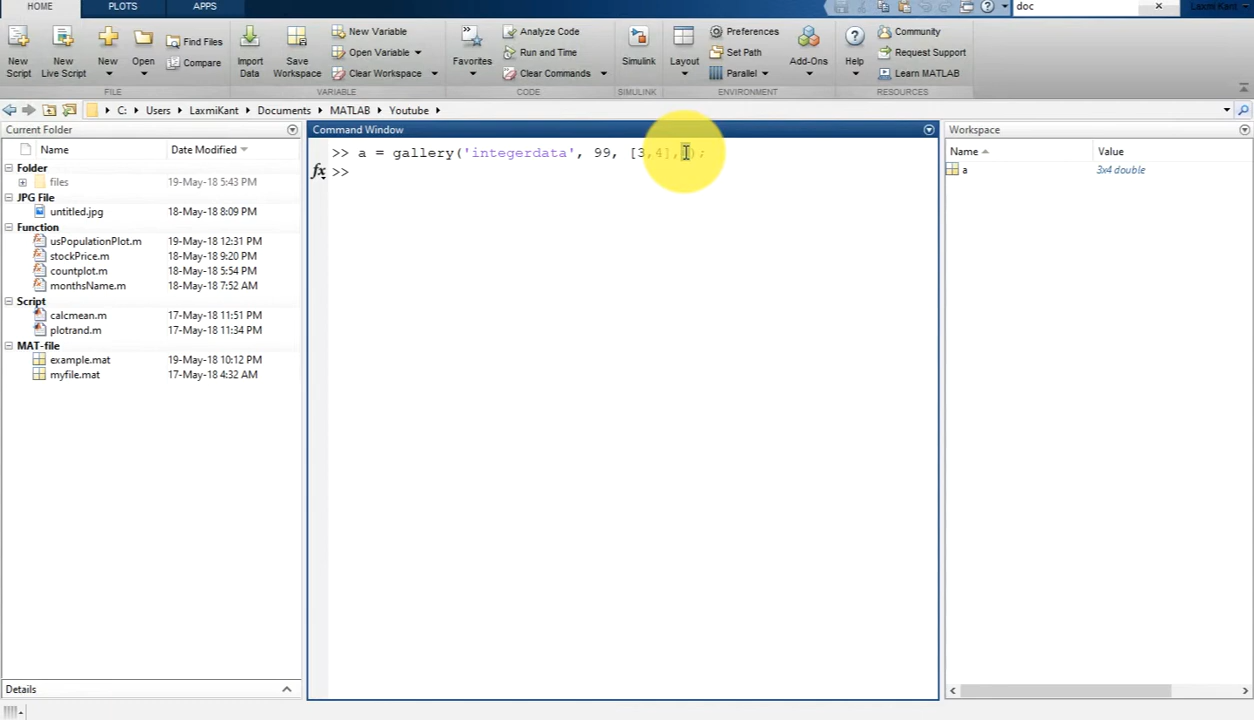 HOME PLOTS APPS doc Laxmi Kant
New Script
New Live Script
New
Open
Find Files
Compare
Import Data
Save Workspace
New Variable
Open Variable
Clear Workspace
Favorites
Analyze Code
Run and Time
Clear Commands
Simulink
Layout
Preferences
Set Path
Parallel
Add-Ons
Help
Community
Request Support
Learn MATLAB
FILE VARIABLE CODE SIMULINK ENVIRONMENT RESOURCES
C: Users LaxmiKant Documents MATLAB Youtube
Current Folder
Name Date Modified
Folder
files 19-May-18 5:43 PM
JPG File
untitled.jpg 18-May-18 8:09 PM
Function
usPopulationPlot.m 19-May-18 12:31 PM
stockPrice.m 18-May-18 9:20 PM
countplot.m 18-May-18 5:54 PM
monthsName.m 18-May-18 7:52 AM
Script
calcmean.m 17-May-18 11:51 PM
plotrand.m 17-May-18 11:34 PM
MAT-file
example.mat 19-May-18 10:12 PM
myfile.mat 17-May-18 4:32 AM
Details
Command Window
>> a = gallery('integerdata', 99, [3,4], );
fx >>
Workspace
Name Value
a 3x4 double